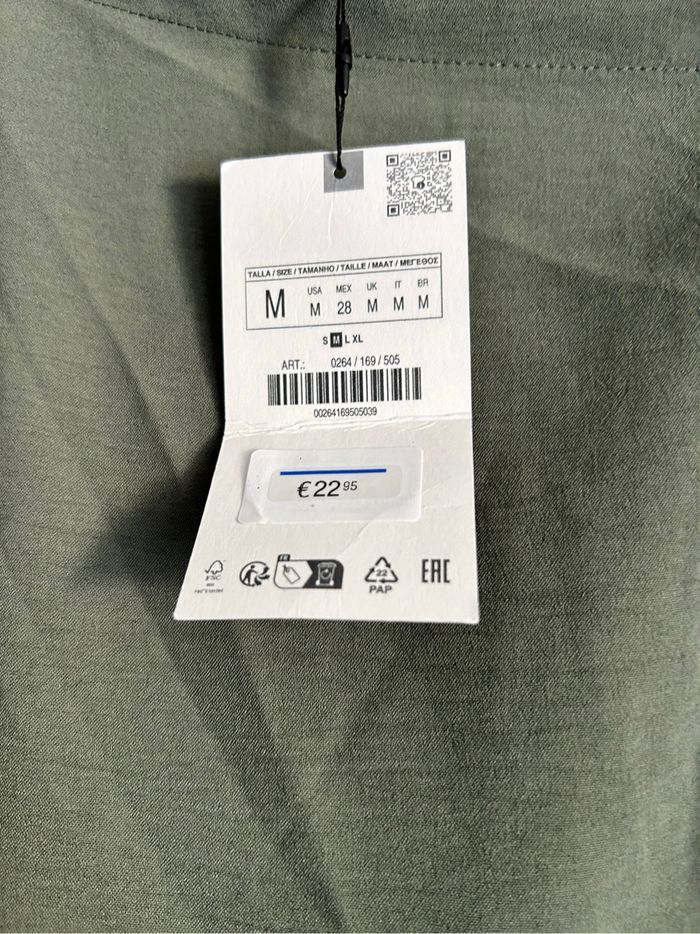 TALLA / SIZE / TAMANHO / TAILLE / MAAT / ΜΕΓΕΘΟΣ
M
USA MEX UK IT BR
M 28 M M M
S M L XL
ART.: 0264 / 169 / 505
00264169505039
€ 22 95
FSC
FR
22
PAP
EAC